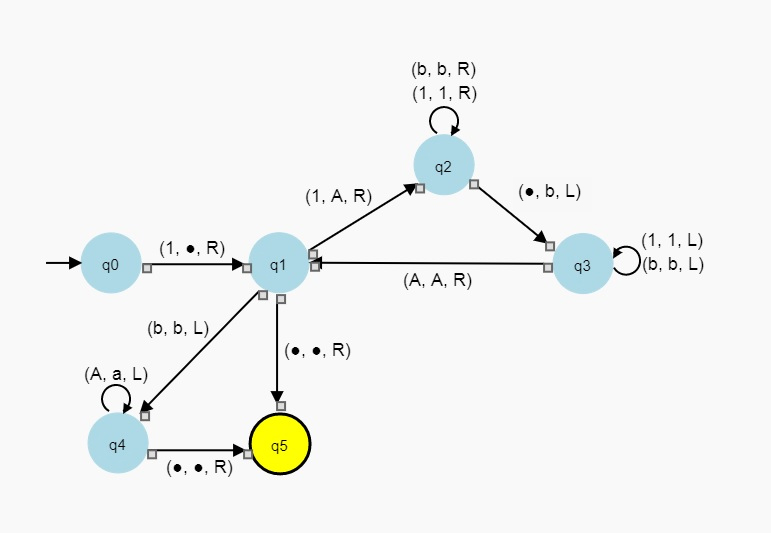 (b, b, R)
(1, 1, R)
q2
(1, A, R)
(●, b, L)
(1, ●, R)
(1, 1, L)
q0
q1
q3
(b, b, L)
(A, A, R)
(b, b, L)
(●, ●, R)
(A, a, L)
q4
q5
(●, ●, R)